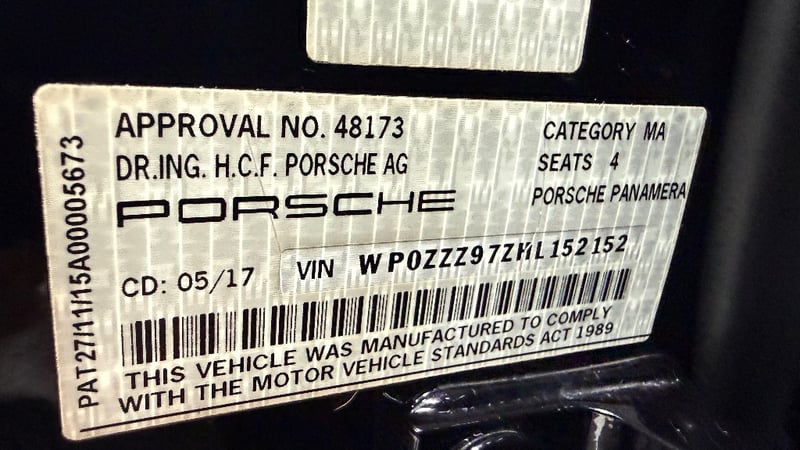 APPROVAL NO. 48173
CATEGORY MA
DR.ING. H.C.F. PORSCHE AG
SEATS 4
PORSCHE
PORSCHE PANAMERA
CD: 05/17
VIN WP0ZZZ97ZHL152152
THIS VEHICLE WAS MANUFACTURED TO COMPLY
WITH THE MOTOR VEHICLE STANDARDS ACT 1989
PAT27/11/15A00005673